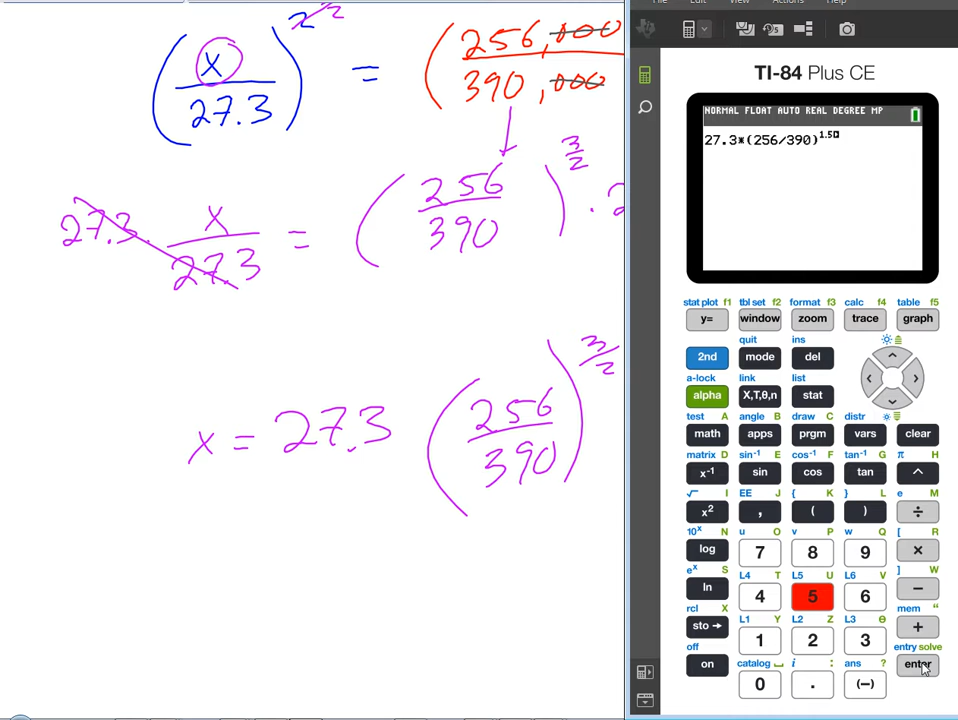 File Edit View Actions Help
(x/27.3)^2 = (256,000/390,000
27.3 · x/27.3 = (256/390)^3/2 · 2
x = 27.3 (256/390)^3/2
TI-84 Plus CE
NORMAL FLOAT AUTO REAL DEGREE MP
27.3*(256/390)^1.5
stat plot f1 tbl set f2 format f3 calc f4 table f5
y= window zoom trace graph
quit ins
2nd mode del
a-lock link list
alpha X,T,θ,n stat
test A angle B draw C distr
math apps prgm vars clear
matrix D sin⁻¹ E cos⁻¹ F tan⁻¹ G π H
x⁻¹ sin cos tan ^
√ I EE J { K } L e M
x² , ( ) ÷
10ˣ N u O v P w Q [ R
log 7 8 9 ×
eˣ S L4 T L5 U L6 V ] W
ln 4 5 6 −
rcl X L1 Y L2 Z L3 θ mem "
sto→ 1 2 3 +
off catalog i : ans ? entry solve
on 0 . (−) enter